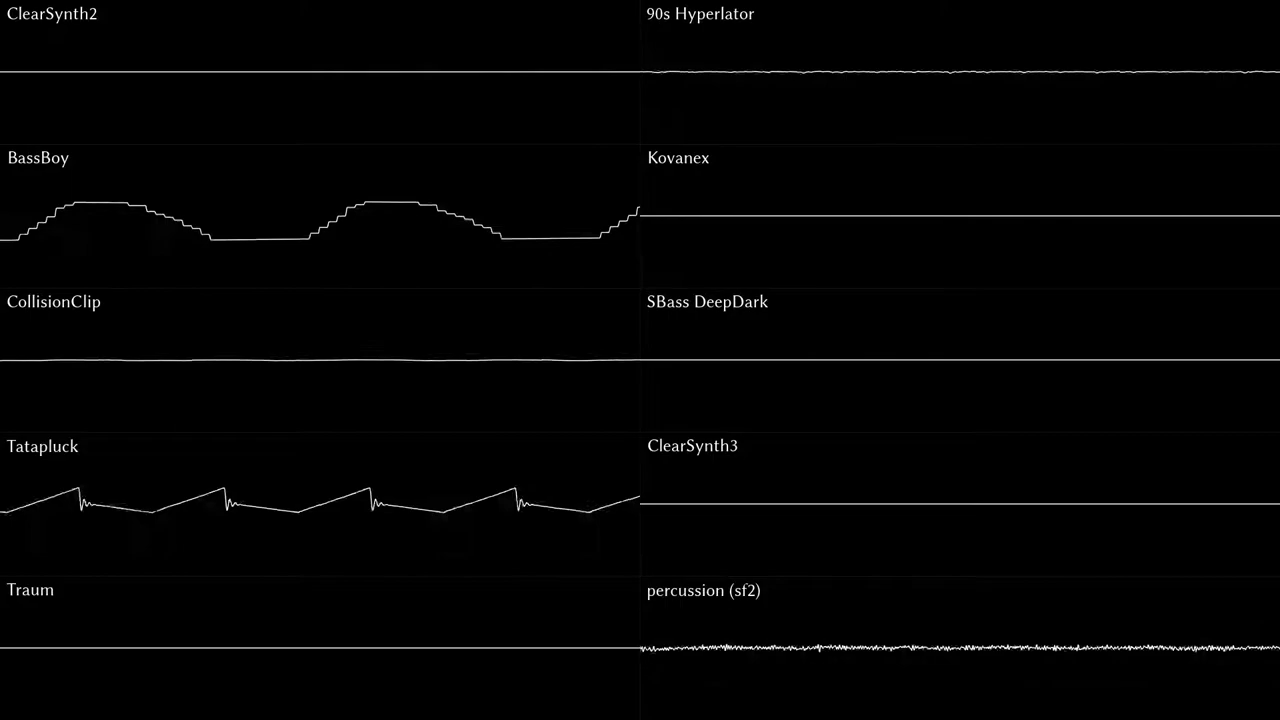 ClearSynth2
90s Hyperlator
BassBoy
Kovanex
CollisionClip
SBass DeepDark
Tatapluck
ClearSynth3
Traum
percussion (sf2)